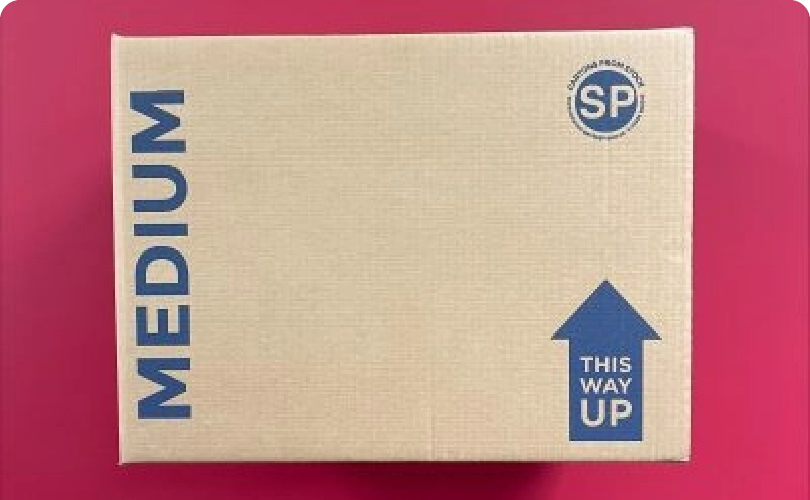 MEDIUM
CARTONS FROM STOCK
SP
THIS
WAY
UP